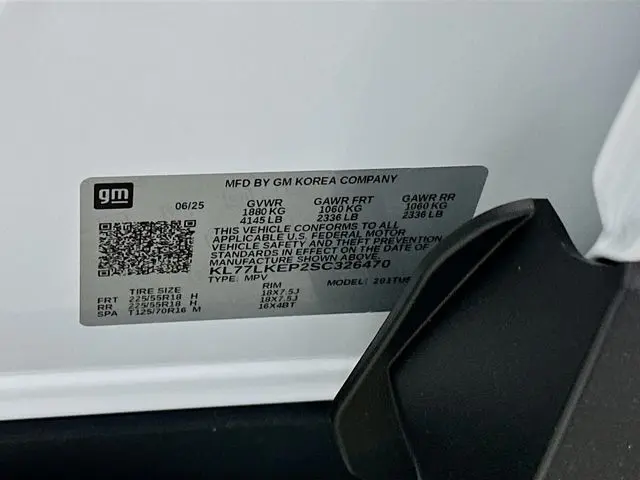 gm
MFD BY GM KOREA COMPANY
06/25 GVWR GAWR FRT GAWR RR
1880 KG 1060 KG 1060 KG
4145 LB 2336 LB 2336 LB
THIS VEHICLE CONFORMS TO ALL
APPLICABLE U.S. FEDERAL MOTOR
VEHICLE SAFETY AND THEFT PREVENTION
STANDARDS IN EFFECT ON THE DATE OF
MANUFACTURE
KL77LKEP2SC326470
TYPE: MPV MODEL:
TIRE SIZE RIM
FRT 225/55R18 H 18X7.5J
RR 225/55R18 H 18X7.5J
SPA T125/70R16 M 16X4BT